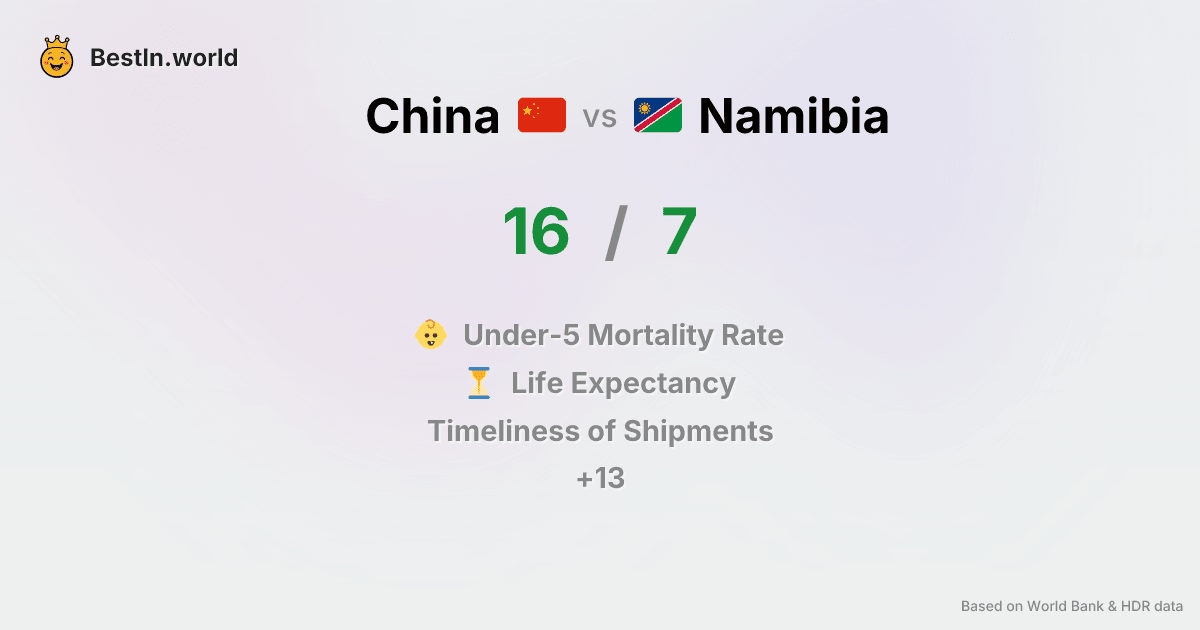 BestIn.world
China vs Namibia
16 / 7
Under-5 Mortality Rate
Life Expectancy
Timeliness of Shipments
+13
Based on World Bank & HDR data